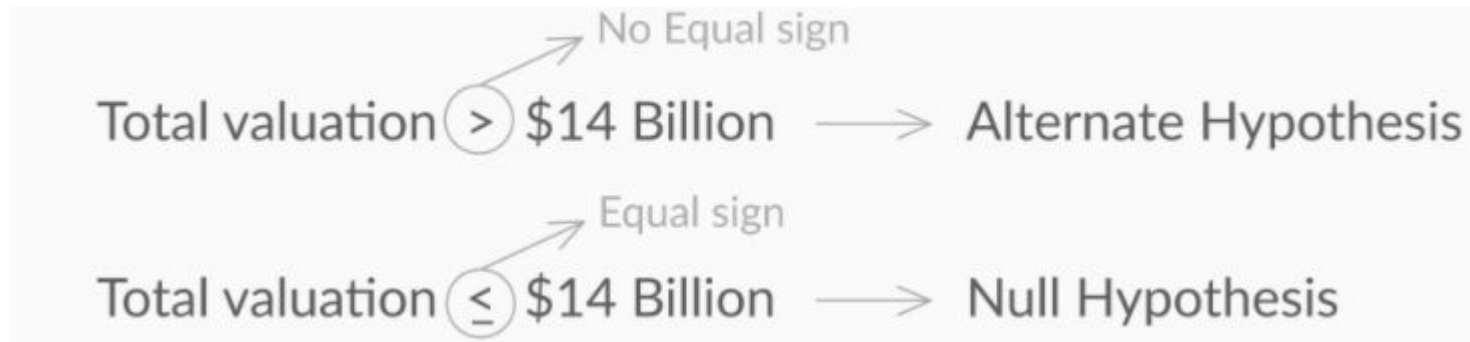 No Equal sign
Total valuation > $14 Billion → Alternate Hypothesis
Equal sign
Total valuation ≤ $14 Billion → Null Hypothesis